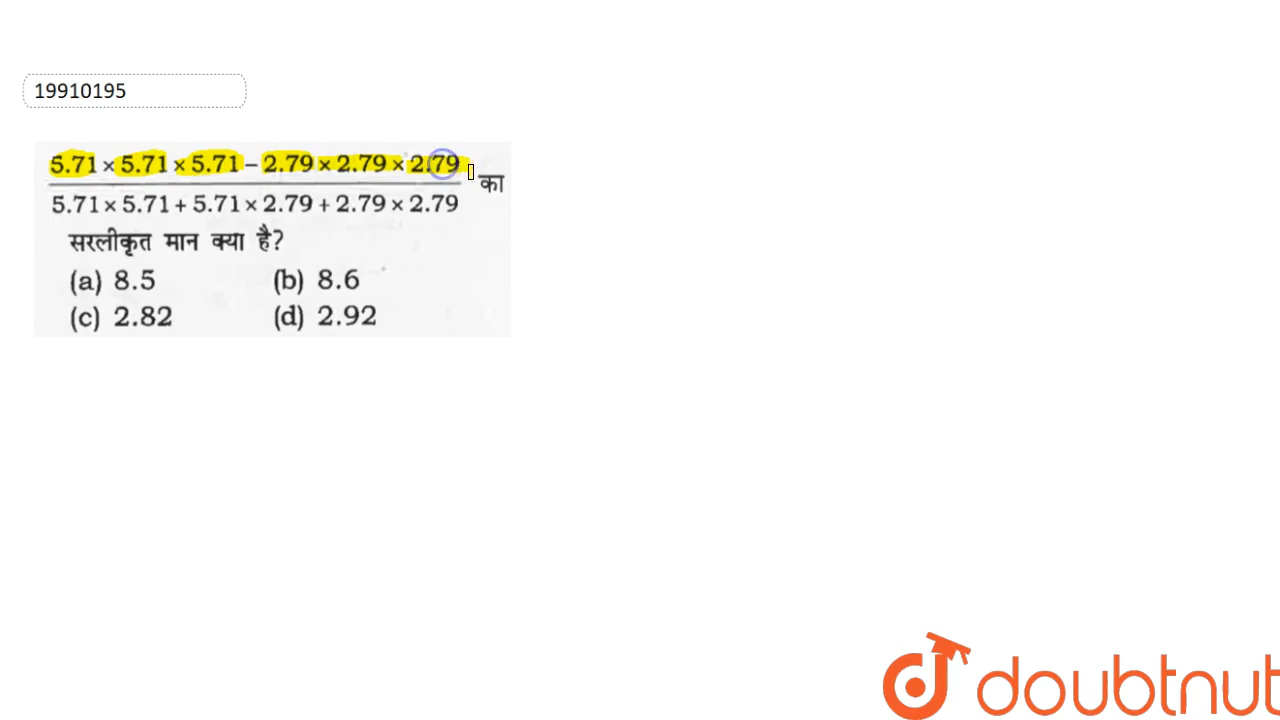 19910195
5.71 × 5.71 × 5.71 − 2.79 × 2.79 × 2.79
का
5.71 × 5.71 + 5.71 × 2.79 + 2.79 × 2.79
सरलीकृत मान क्या है?
(a) 8.5 (b) 8.6
(c) 2.82 (d) 2.92
doubtnut